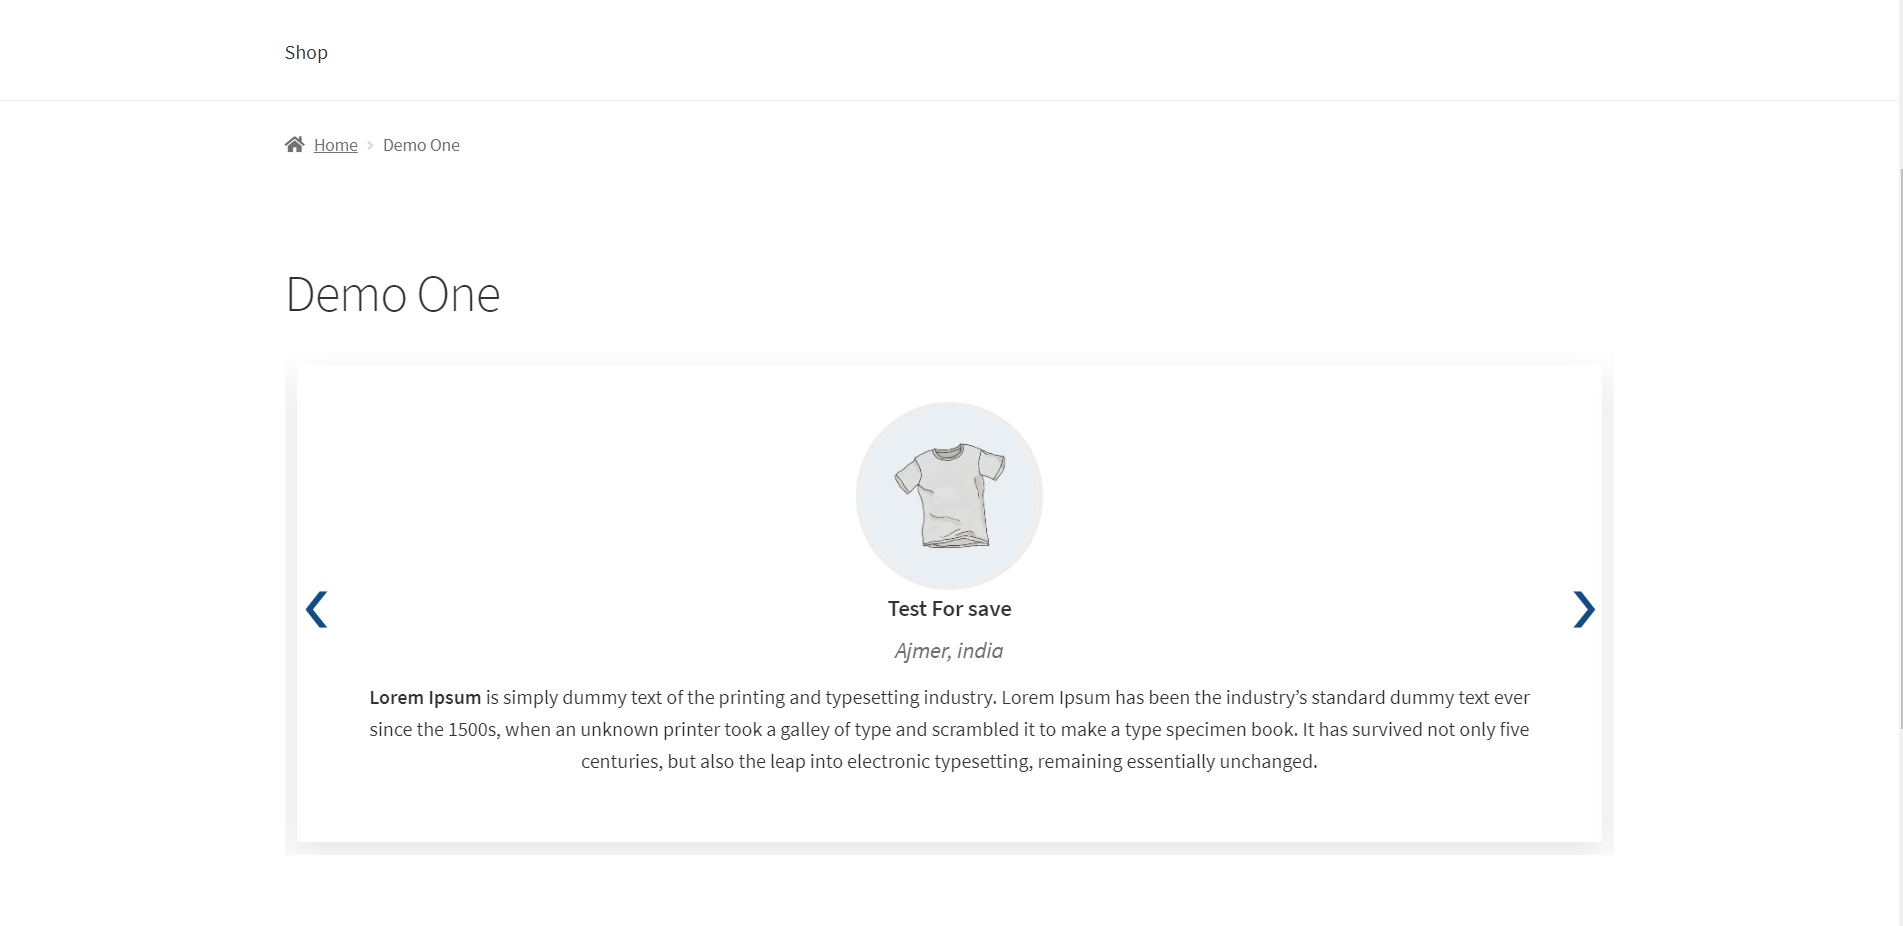 Shop
Home Demo One
Demo One
Test For save
Ajmer, india
Lorem Ipsum is simply dummy text of the printing and typesetting industry. Lorem Ipsum has been the industry’s standard dummy text ever
since the 1500s, when an unknown printer took a galley of type and scrambled it to make a type specimen book. It has survived not only five
centuries, but also the leap into electronic typesetting, remaining essentially unchanged.